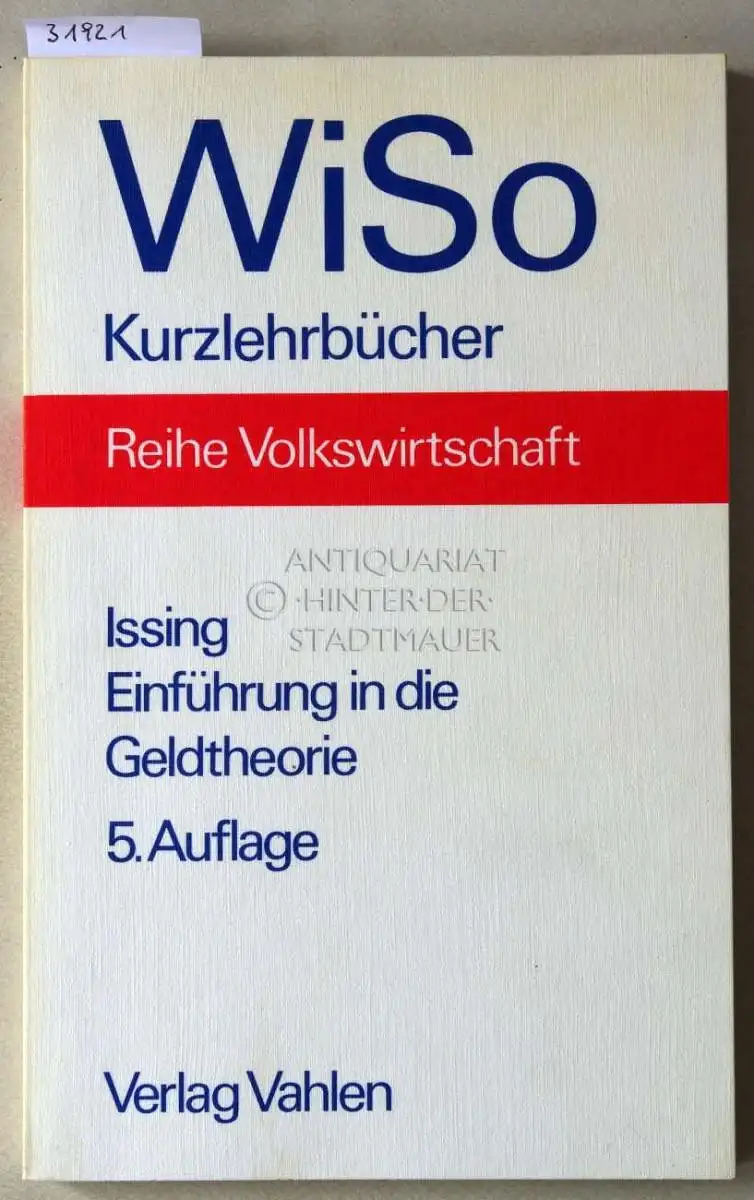 31921
WiSo
Kurzlehrbücher
Reihe Volkswirtschaft
ANTIQUARIAT
© ·HINTER·DER·
STADTMAUER
Issing
Einführung in die
Geldtheorie
5. Auflage
Verlag Vahlen